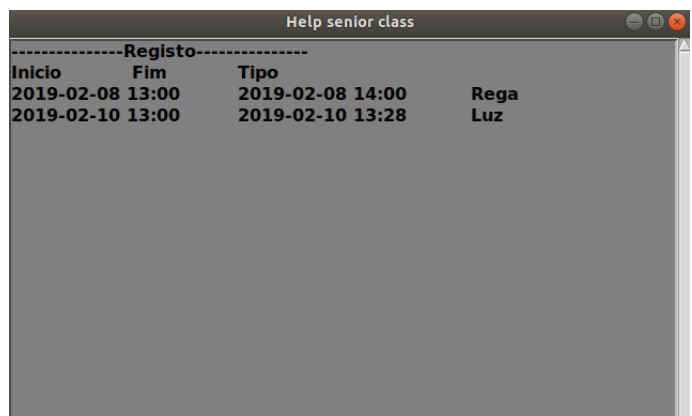 Help senior class
---------------Registo---------------
Inicio Fim Tipo
2019-02-08 13:00 2019-02-08 14:00 Rega
2019-02-10 13:00 2019-02-10 13:28 Luz